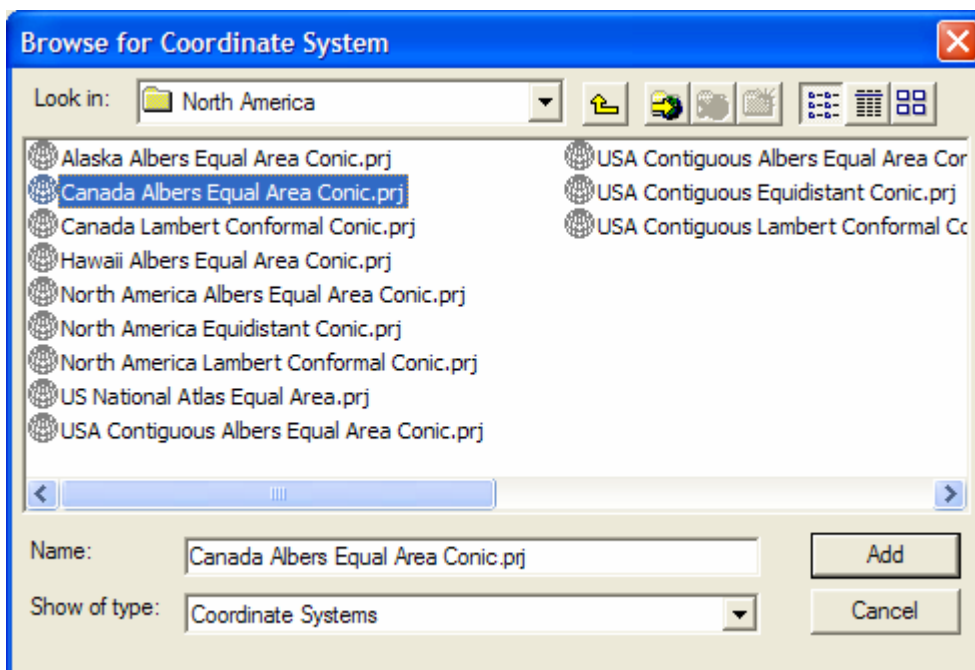 Browse for Coordinate System
Look in: North America
Alaska Albers Equal Area Conic.prj
Canada Albers Equal Area Conic.prj
Canada Lambert Conformal Conic.prj
Hawaii Albers Equal Area Conic.prj
North America Albers Equal Area Conic.prj
North America Equidistant Conic.prj
North America Lambert Conformal Conic.prj
US National Atlas Equal Area.prj
USA Contiguous Albers Equal Area Conic.prj
USA Contiguous Albers Equal Area Con
USA Contiguous Equidistant Conic.prj
USA Contiguous Lambert Conformal Co
Name: Canada Albers Equal Area Conic.prj
Add
Show of type: Coordinate Systems
Cancel